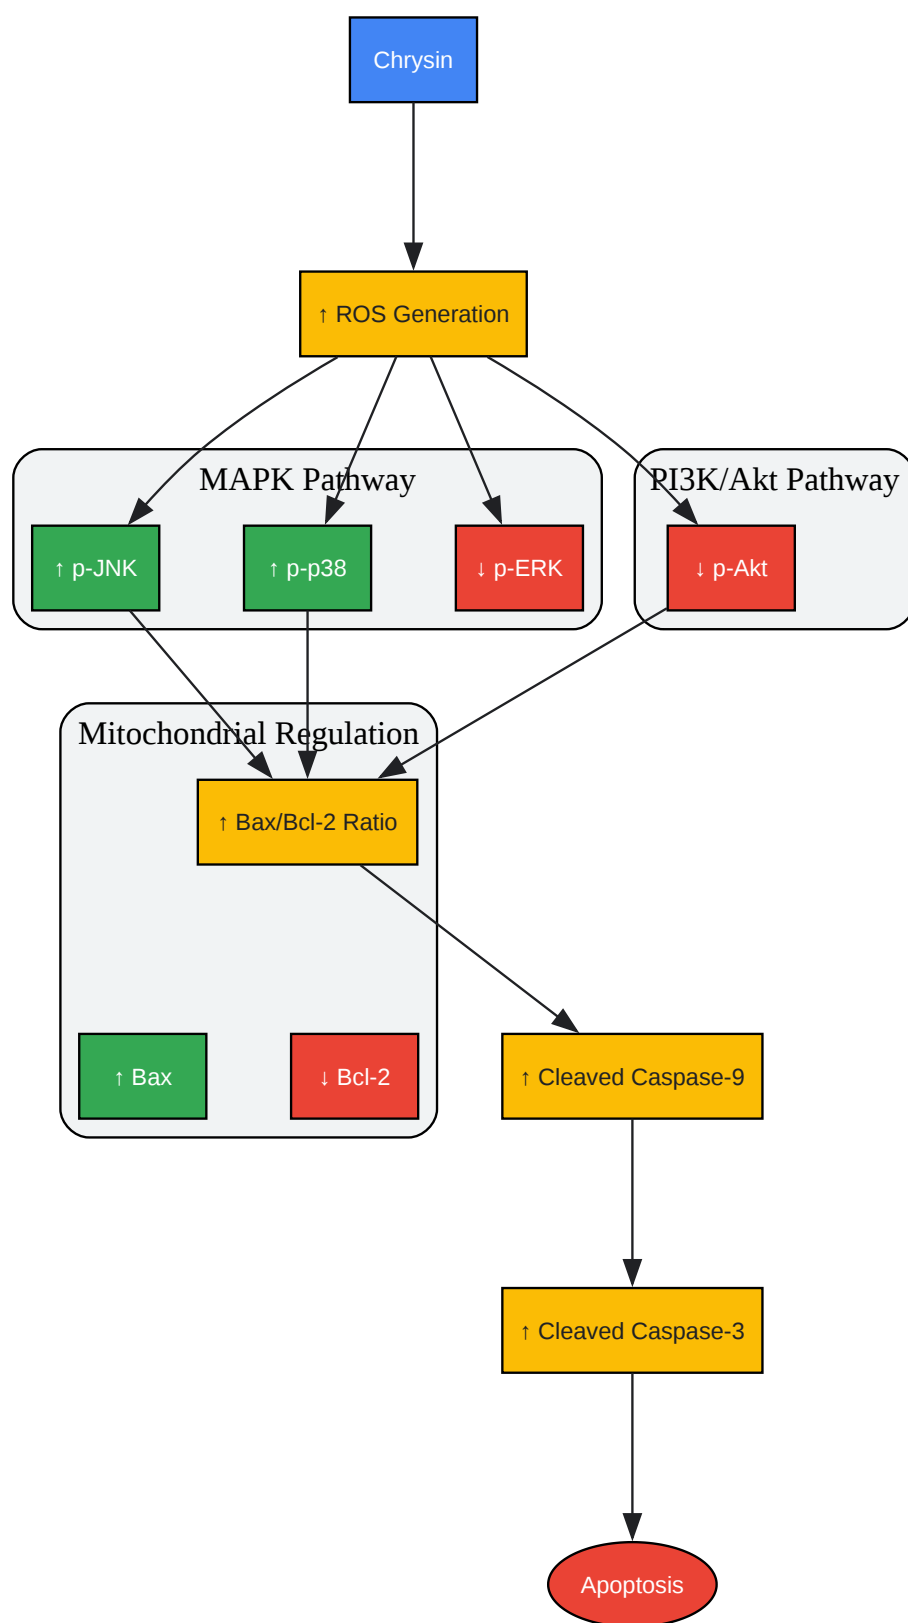 Chrysin
↑ ROS Generation
MAPK Pathway
PI3K/Akt Pathway
↑ p-JNK
↑ p-p38
↓ p-ERK
↓ p-Akt
Mitochondrial Regulation
↑ Bax/Bcl-2 Ratio
↑ Bax
↓ Bcl-2
↑ Cleaved Caspase-9
↑ Cleaved Caspase-3
Apoptosis